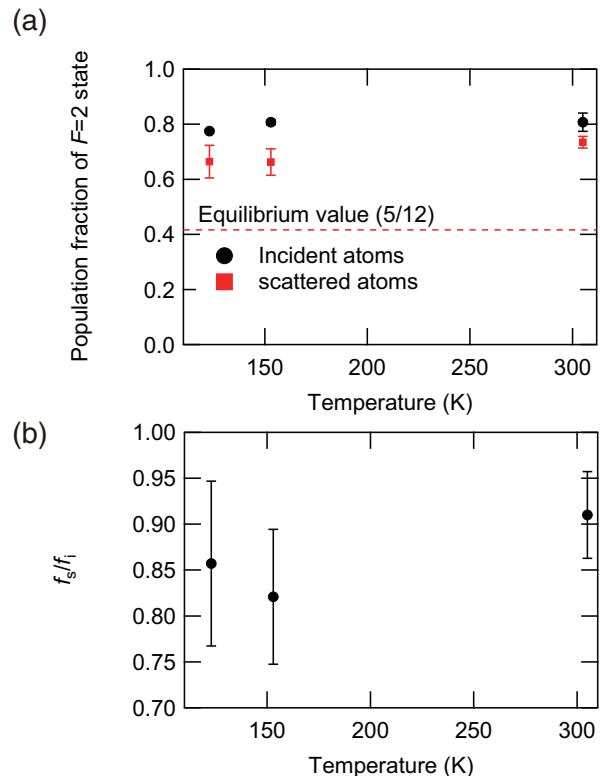 (a)
Population fraction of F=2 state
1.0
0.8
0.6
0.4
0.2
0.0
Equilibrium value (5/12)
Incident atoms
scattered atoms
150
200
250
300
Temperature (K)
(b)
fs/fi
1.00
0.95
0.90
0.85
0.80
0.75
0.70
150
200
250
300
Temperature (K)